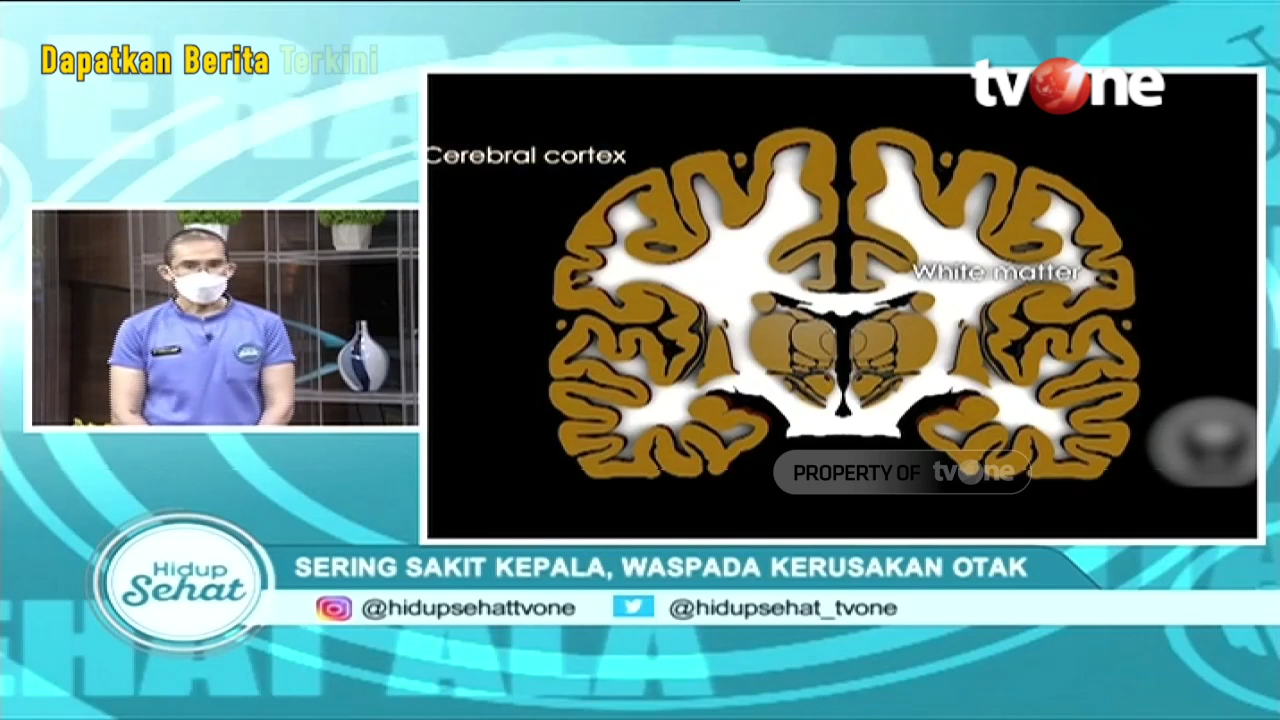 Dapatkan Berita Terkini
tvOne
Cerebral cortex
White matter
PROPERTY OF tvOne
Hidup
Sehat
SERING SAKIT KEPALA, WASPADA KERUSAKAN OTAK
@hidupsehattvone
@hidupsehat_tvone